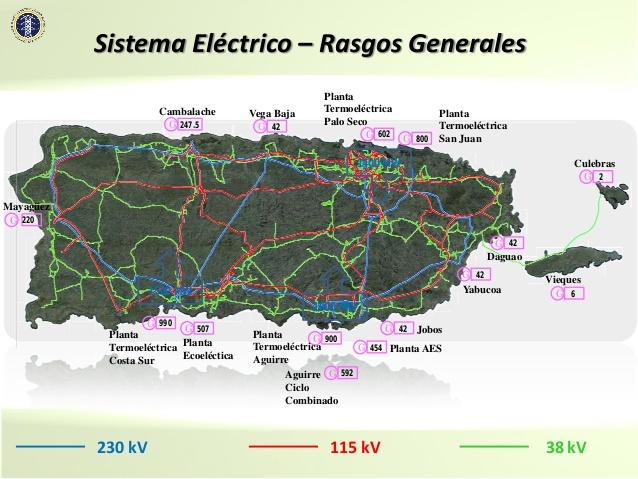 Sistema Eléctrico – Rasgos Generales
Planta
Termoeléctrica
Palo Seco
602
Cambalache
247.5
Vega Baja
42
800
Planta
Termoeléctrica
San Juan
Culebras
2
Mayagüez
220
42
Daguao
42
Yabucoa
Vieques
6
990
Planta
Termoeléctrica
Costa Sur
507
Planta
Ecoeléctica
Planta
Termoeléctrica
Aguirre
900
42 Jobos
454 Planta AES
Aguirre
Ciclo
Combinado
592
230 kV
115 kV
38 kV